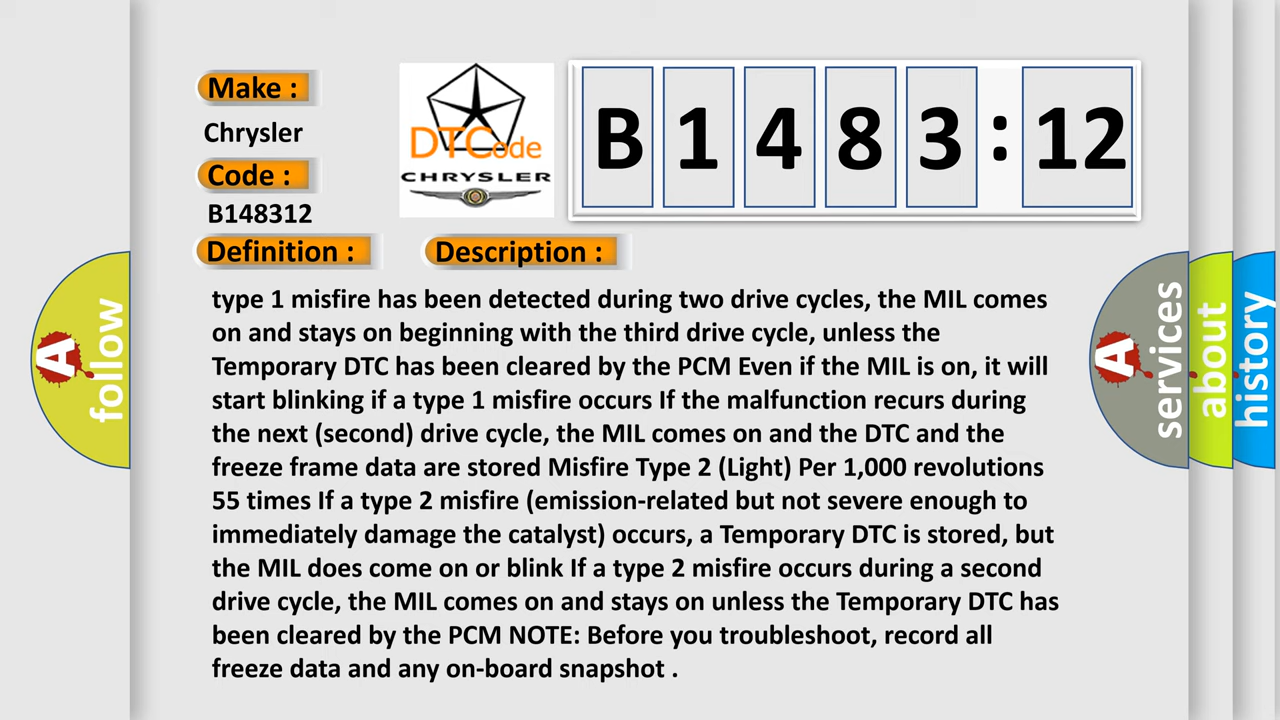 Make :
Chrysler
Code :
B148312
Definition :
Description :
DTCode
CHRYSLER
B 1 4 8 3 : 12
type 1 misfire has been detected during two drive cycles, the MIL comes
on and stays on beginning with the third drive cycle, unless the
Temporary DTC has been cleared by the PCM Even if the MIL is on, it will
start blinking if a type 1 misfire occurs If the malfunction recurs during
the next (second) drive cycle, the MIL comes on and the DTC and the
freeze frame data are stored Misfire Type 2 (Light) Per 1,000 revolutions
55 times If a type 2 misfire (emission-related but not severe enough to
immediately damage the catalyst) occurs, a Temporary DTC is stored, but
the MIL does come on or blink If a type 2 misfire occurs during a second
drive cycle, the MIL comes on and stays on unless the Temporary DTC has
been cleared by the PCM NOTE: Before you troubleshoot, record all
freeze data and any on-board snapshot .
A
follow
A
services
about
history